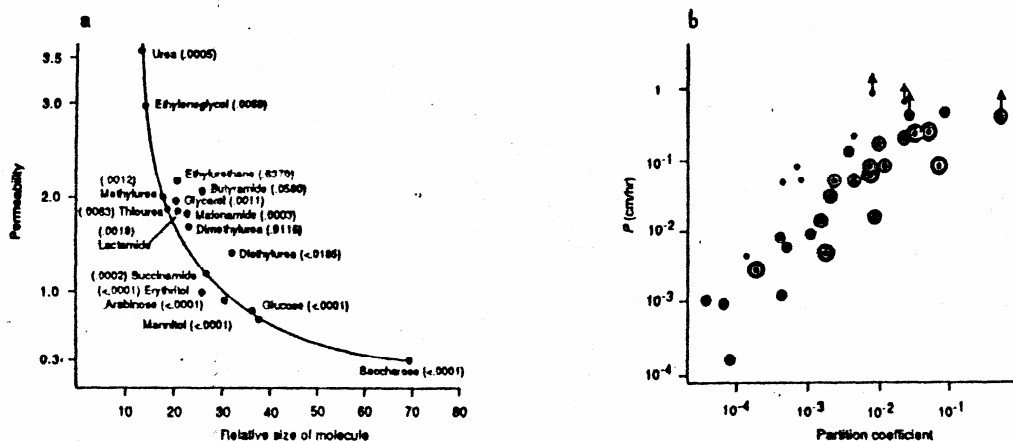 a
3.5
3.0
2.0
1.0
0.3
Permeability
Urea (.0005)
Ethyleneglycol (.0068)
Ethylurethane (.6370)
(.0012)
Methylurea
Butyramide (.0580)
Glycerol (.0011)
(.0063) Thiourea
Malonamide (.0003)
(.0018)
Lactamide
Dimethylurea (.0116)
Diethylurea (<.0185)
(.0002) Succinamide
(<.0001) Erythritol
Arabinose (<.0001)
Glucose (<.0001)
Mannitol (<.0001)
Saccharose (<.0001)
10 20 30 40 50 60 70 80
Relative size of molecule
b
1
10-1
10-2
10-3
10-4
P (cm/hr)
10-4 10-3 10-2 10-1
Partition coefficient